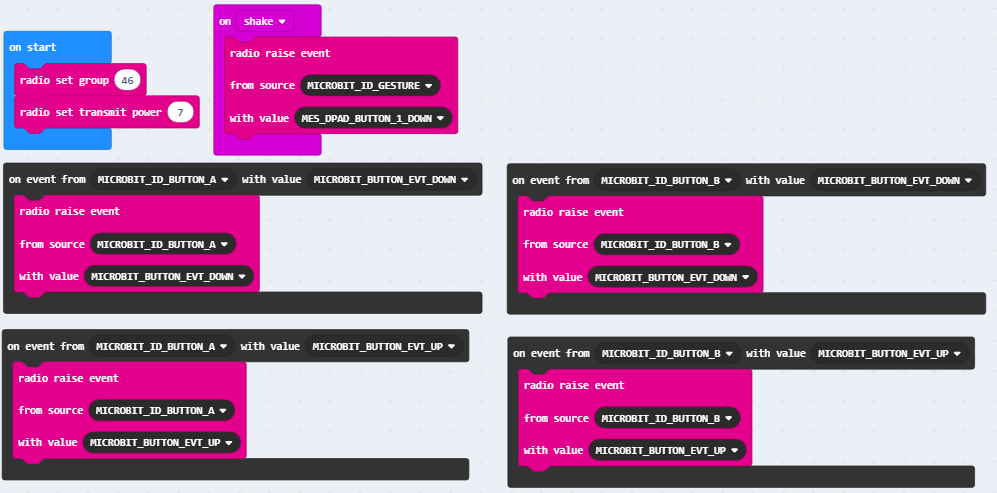 on start
radio set group 46
radio set transmit power 7
on shake
radio raise event
from source MICROBIT_ID_GESTURE
with value MES_DPAD_BUTTON_1_DOWN
on event from MICROBIT_ID_BUTTON_A with value MICROBIT_BUTTON_EVT_DOWN
radio raise event
from source MICROBIT_ID_BUTTON_A
with value MICROBIT_BUTTON_EVT_DOWN
on event from MICROBIT_ID_BUTTON_B with value MICROBIT_BUTTON_EVT_DOWN
radio raise event
from source MICROBIT_ID_BUTTON_B
with value MICROBIT_BUTTON_EVT_DOWN
on event from MICROBIT_ID_BUTTON_A with value MICROBIT_BUTTON_EVT_UP
radio raise event
from source MICROBIT_ID_BUTTON_A
with value MICROBIT_BUTTON_EVT_UP
on event from MICROBIT_ID_BUTTON_B with value MICROBIT_BUTTON_EVT_UP
radio raise event
from source MICROBIT_ID_BUTTON_B
with value MICROBIT_BUTTON_EVT_UP